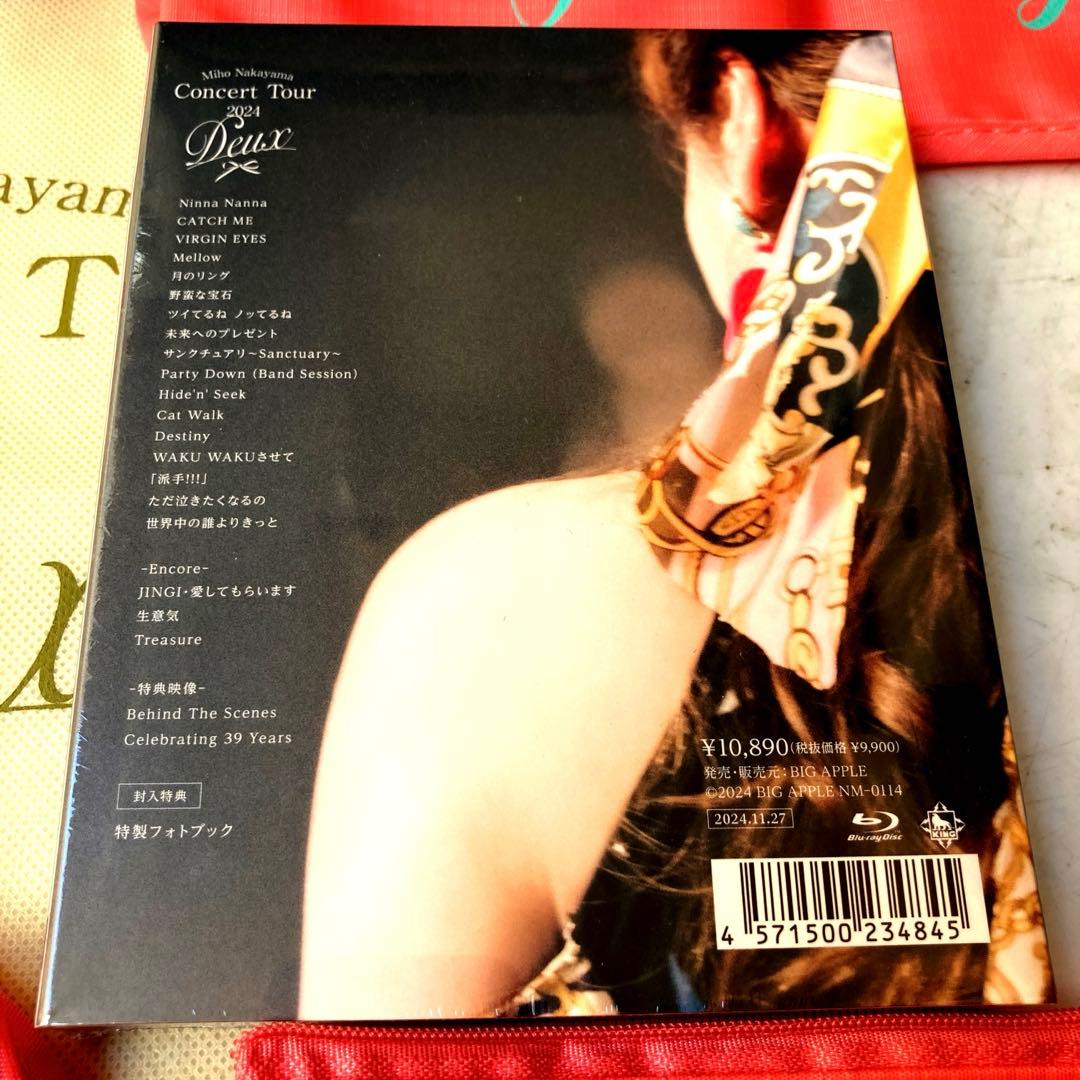 Miho Nakayama
Concert Tour
2024
Deux
Ninna Nanna
CATCH ME
VIRGIN EYES
Mellow
月のリング
野蛮な宝石
ツイてるね ノッてるね
未来へのプレゼント
サンクチュアリ~Sanctuary~
Party Down (Band Session)
Hide'n' Seek
Cat Walk
Destiny
WAKU WAKUさせて
「派手!!!」
ただ泣きたくなるの
世界中の誰よりきっと
-Encore-
JINGI・愛してもらいます
生意気
Treasure
-特典映像-
Behind The Scenes
Celebrating 39 Years
封入特典
特製フォトブック
¥10,890(税抜価格 ¥9,900)
発売・販売元:BIG APPLE
©2024 BIG APPLE NM-0114
2024.11.27
Blu-ray Disc
KING
4 571500 234845
ayam
T